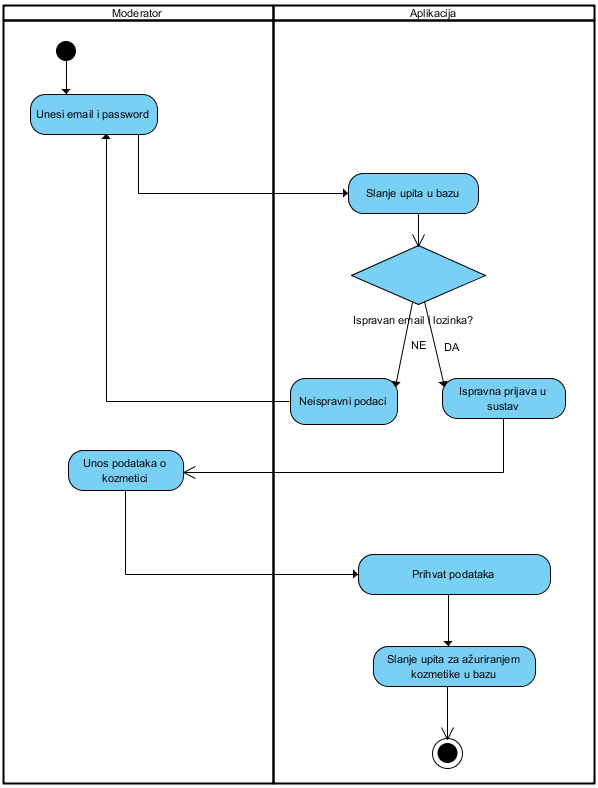 Moderator
Aplikacija
Unesi email i password
Slanje upita u bazu
Ispravan email i lozinka?
NE
DA
Neispravni podaci
Ispravna prijava u
sustav
Unos podataka o
kozmetici
Prihvat podataka
Slanje upita za ažuriranjem
kozmetike u bazu